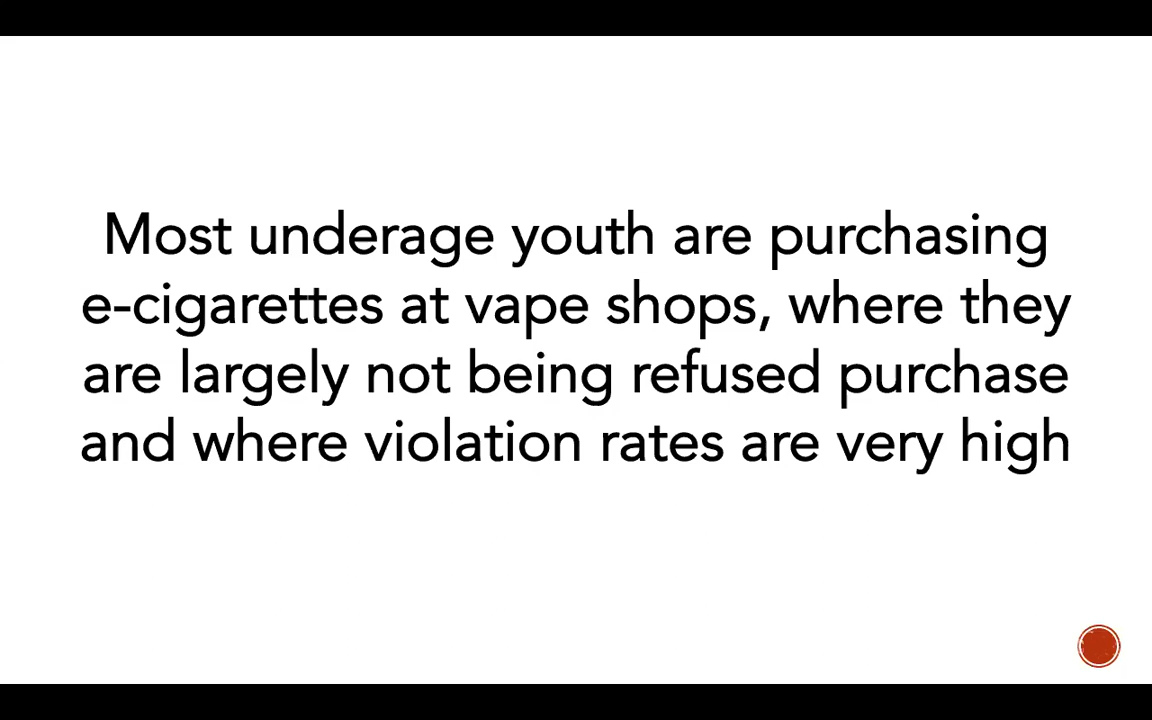 Most underage youth are purchasing
e-cigarettes at vape shops, where they
are largely not being refused purchase
and where violation rates are very high